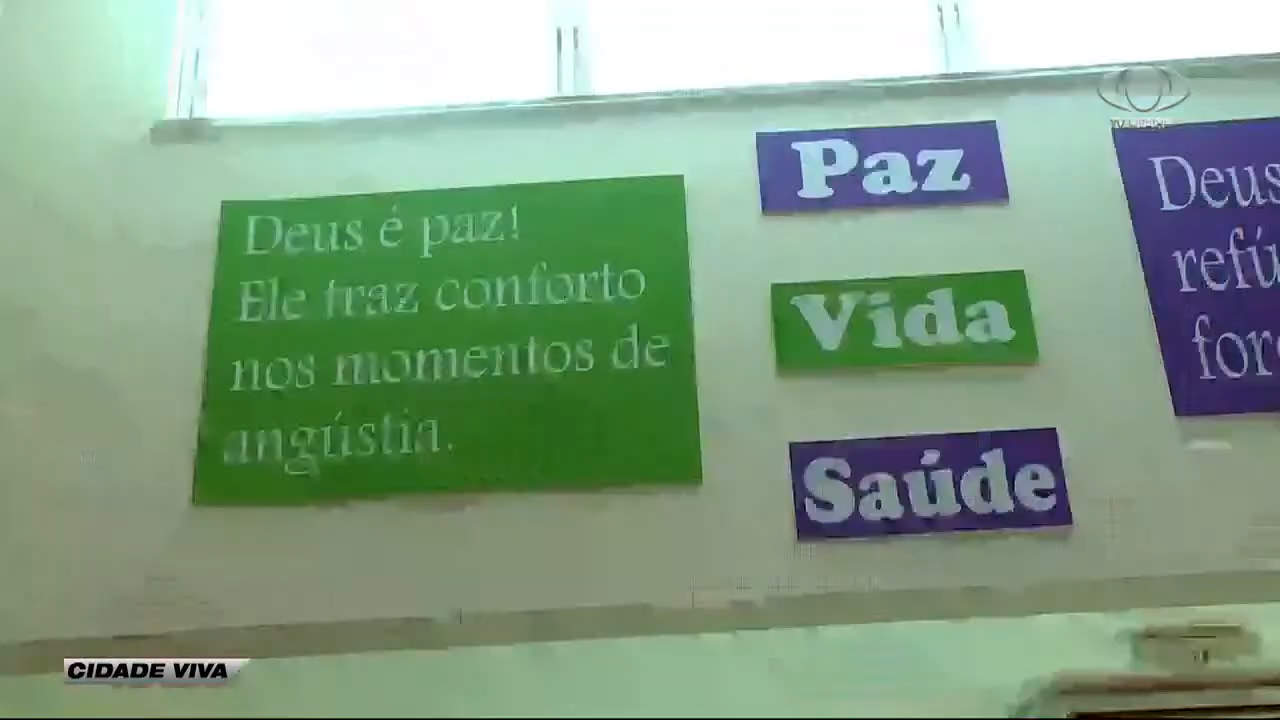 Deus é paz!
Ele traz conforto
nos momentos de
angústia.
Paz
Vida
Saúde
Deus
CIDADE VIVA